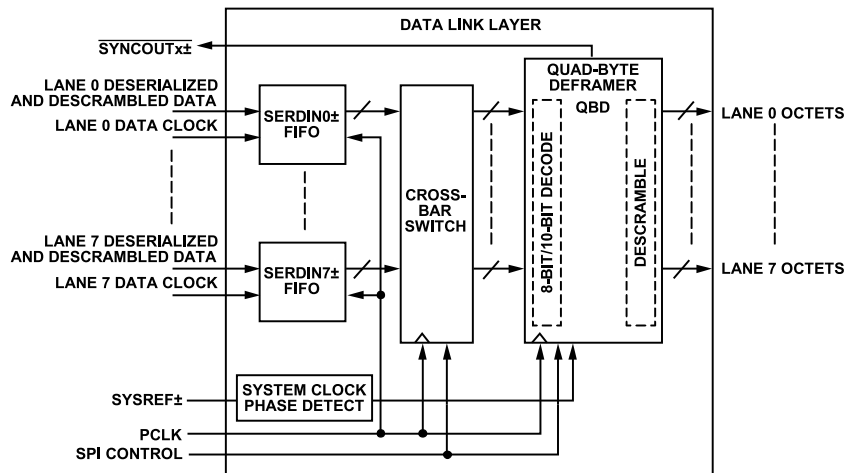 DATA LINK LAYER
SYNCOUTx±
LANE 0 DESERIALIZED
AND DESCRAMBLED DATA
LANE 0 DATA CLOCK
SERDIN0±
FIFO
LANE 7 DESERIALIZED
AND DESCRAMBLED DATA
LANE 7 DATA CLOCK
SERDIN7±
FIFO
CROSS-
BAR
SWITCH
QUAD-BYTE
DEFRAMER
QBD
8-BIT/10-BIT DECODE
DESCRAMBLE
LANE 0 OCTETS
LANE 7 OCTETS
SYSREF±
SYSTEM CLOCK
PHASE DETECT
PCLK
SPI CONTROL